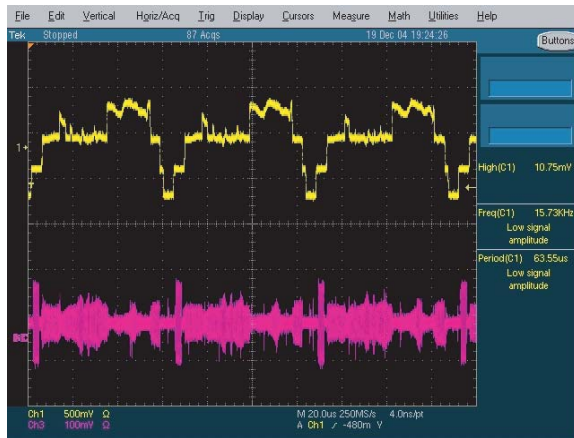 File Edit Vertical Horiz/Acq Trig Display Cursors Measure Math Utilities Help
Tek Stopped 87 Acqs 19 Dec 04 19:24:26 Buttons
1
High(C1) 10.75mV
Freq(C1) 15.73KHz
Low signal
amplitude
Period(C1) 63.55us
Low signal
amplitude
Ch1 500mV Ω M 20.0us 250MS/s 4.0ns/pt
Ch3 100mV Ω A Ch1 -480m V